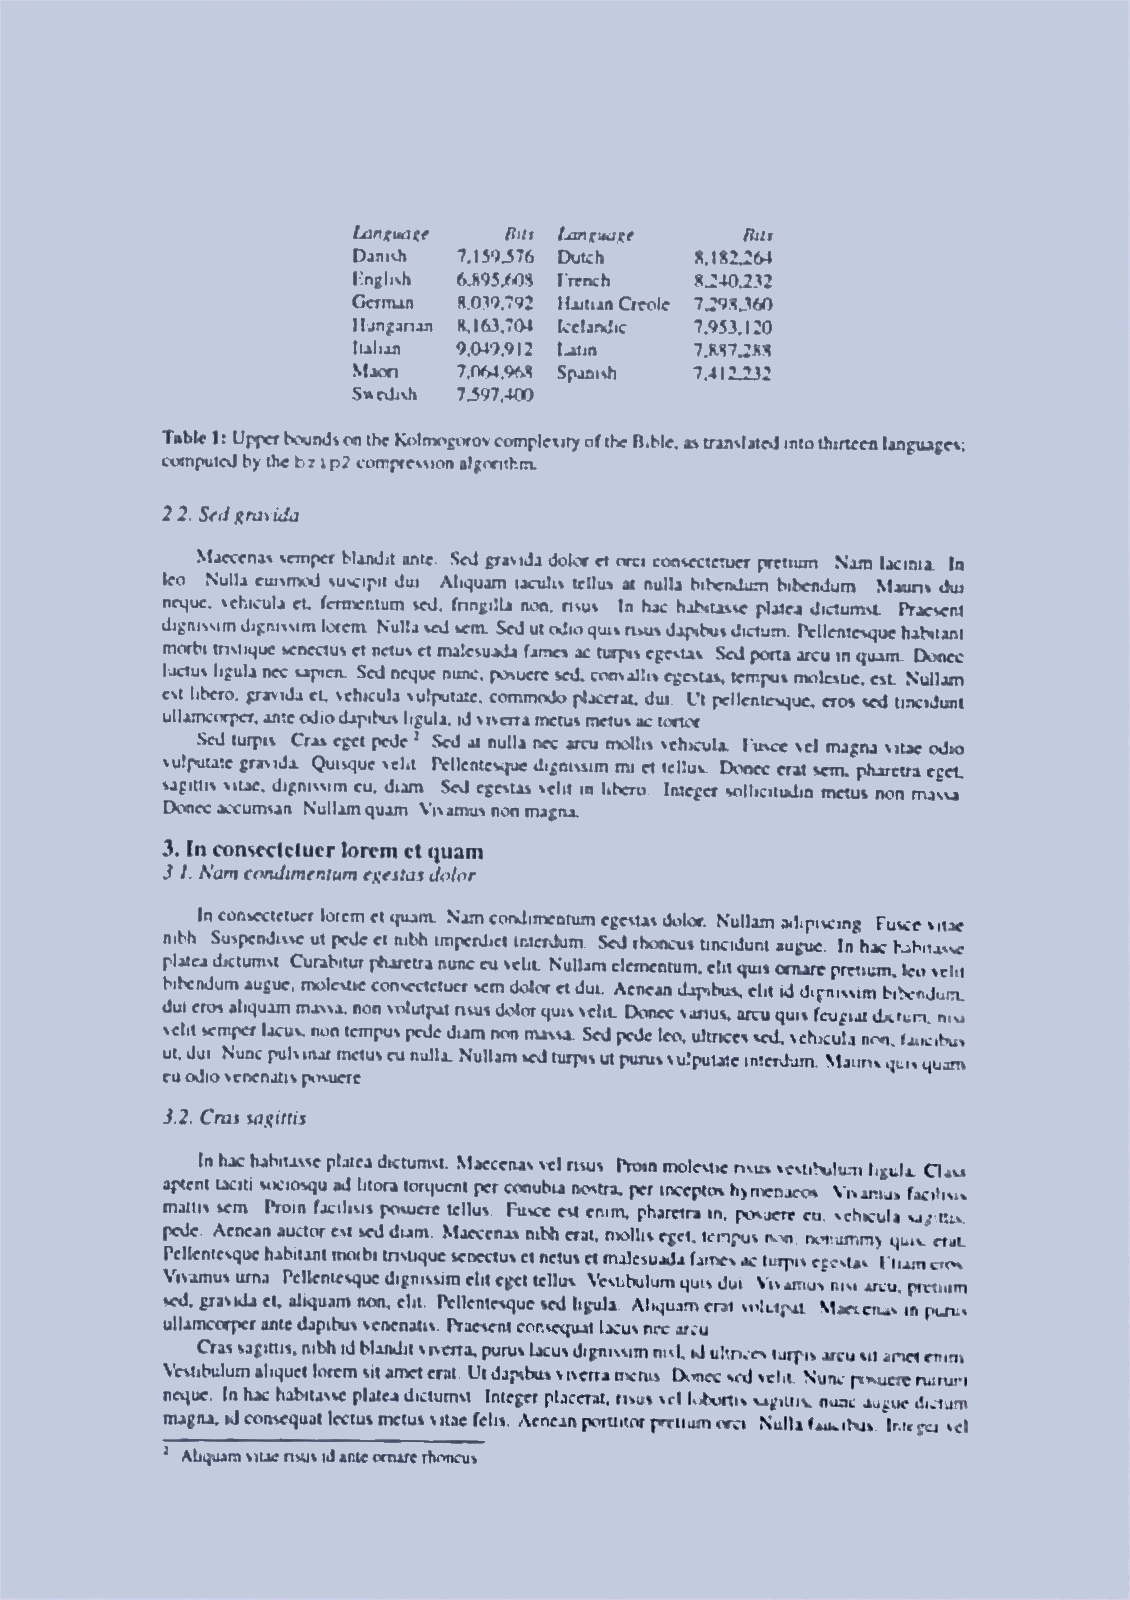 Language Bits Language Bits
Danish 7,159,576 Dutch 8,182,264
English 6,895,608 French 8,240,232
German 8,039,792 Haitian Creole 7,298,360
Hungarian 8,163,704 Icelandic 7,953,120
Italian 9,049,912 Latin 7,887,288
Maori 7,064,968 Spanish 7,412,232
Swedish 7,597,400
Table 1: Upper bounds on the Kolmogorov complexity of the Bible, as translated into thirteen languages;
computed by the bzip2 compression algorithm.
2.2. Sed gravida
Maecenas semper blandit ante. Sed gravida dolor et orci consectetuer pretium. Nam lacinia. In
leo. Nulla euismod suscipit dui. Aliquam iaculis tellus at nulla bibendum bibendum. Mauris dui
neque, vehicula et, fermentum sed, fringilla non, risus. In hac habitasse platea dictumst. Praesent
dignissim dignissim lorem. Nulla sed sem. Sed ut odio quis risus dapibus dictum. Pellentesque habitant
morbi tristique senectus et netus et malesuada fames ac turpis egestas. Sed porta arcu in quam. Donec
luctus ligula nec sapien. Sed neque nunc, posuere sed, convallis egestas, tempus molestie, est. Nullam
est libero, gravida et, vehicula vulputate, commodo placerat, dui. Ut pellentesque, eros sed tincidunt
ullamcorper, ante odio dapibus ligula, id viverra metus metus ac tortor.
Sed turpis. Cras eget pede.2 Sed at nulla nec arcu mollis vehicula. Fusce vel magna vitae odio
vulputate gravida. Quisque velit. Pellentesque dignissim mi et tellus. Donec erat sem, pharetra eget,
sagittis vitae, dignissim eu, diam. Sed egestas velit in libero. Integer sollicitudin metus non massa.
Donec accumsan. Nullam quam. Vivamus non magna.
3. In consectetuer lorem et quam
3.1. Nam condimentum egestas dolor
In consectetuer lorem et quam. Nam condimentum egestas dolor. Nullam adipiscing. Fusce vitae
nibh. Suspendisse ut pede et nibh imperdiet interdum. Sed rhoncus tincidunt augue. In hac habitasse
platea dictumst. Curabitur pharetra nunc eu velit. Nullam elementum, elit quis ornare pretium, leo velit
bibendum augue, molestie consectetuer sem dolor et dui. Aenean dapibus, elit id dignissim bibendum,
dui eros aliquam massa, non volutpat risus dolor quis velit. Donec varius, arcu quis feugiat dictum, nisi
velit semper lacus, non tempus pede diam non massa. Sed pede leo, ultrices sed, vehicula non, faucibus
ut, dui. Nunc pulvinar metus eu nulla. Nullam sed turpis ut purus vulputate interdum. Mauris quis quam
eu odio venenatis posuere.
3.2. Cras sagittis
In hac habitasse platea dictumst. Maecenas vel risus. Proin molestie risus vestibulum ligula. Class
aptent taciti sociosqu ad litora torquent per conubia nostra, per inceptos hymenaeos. Vivamus facilisis
mattis sem. Proin facilisis posuere tellus. Fusce est enim, pharetra in, posuere eu, vehicula sagittis,
pede. Aenean auctor est sed diam. Maecenas nibh erat, mollis eget, tempus non, nonummy quis, erat.
Pellentesque habitant morbi tristique senectus et netus et malesuada fames ac turpis egestas. Etiam eros.
Vivamus urna. Pellentesque dignissim elit eget tellus. Vestibulum quis dui. Vivamus nisi arcu, pretium
sed, gravida et, aliquam non, elit. Pellentesque sed ligula. Aliquam erat volutpat. Maecenas in purus
ullamcorper ante dapibus venenatis. Praesent consequat lacus nec arcu.
Cras sagittis, nibh id blandit viverra, purus lacus dignissim nisl, id ultrices turpis arcu sit amet enim.
Vestibulum aliquet lorem sit amet erat. Ut dapibus viverra metus. Donec sed velit. Nunc posuere rutrum
neque. In hac habitasse platea dictumst. Integer placerat, risus vel lobortis sagittis, nunc augue dictum
magna, id consequat lectus metus vitae felis. Aenean porttitor pretium orci. Nulla faucibus. Integer vel
2 Aliquam vitae risus id ante ornare rhoncus.